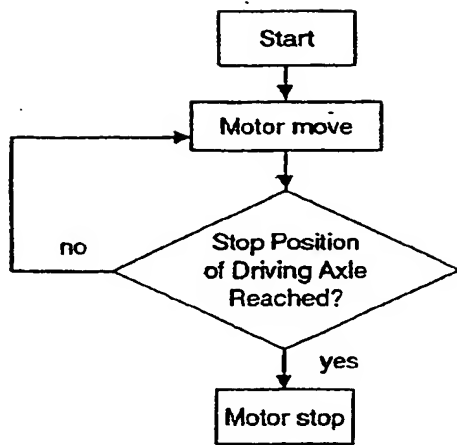 Start
Motor move
no
Stop Position
of Driving Axle
Reached?
yes
Motor stop